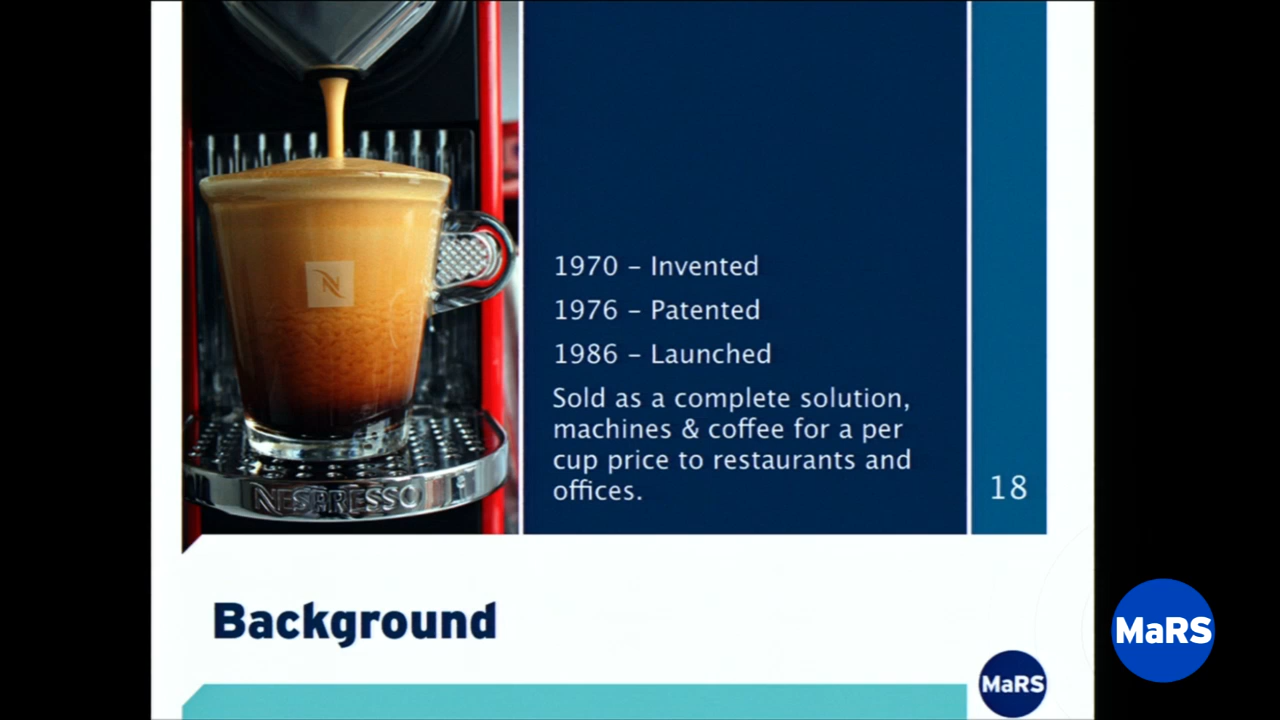 N
NESPRESSO
1970 – Invented
1976 – Patented
1986 – Launched
Sold as a complete solution,
machines & coffee for a per
cup price to restaurants and
offices.
18
Background
MaRS
MaRS